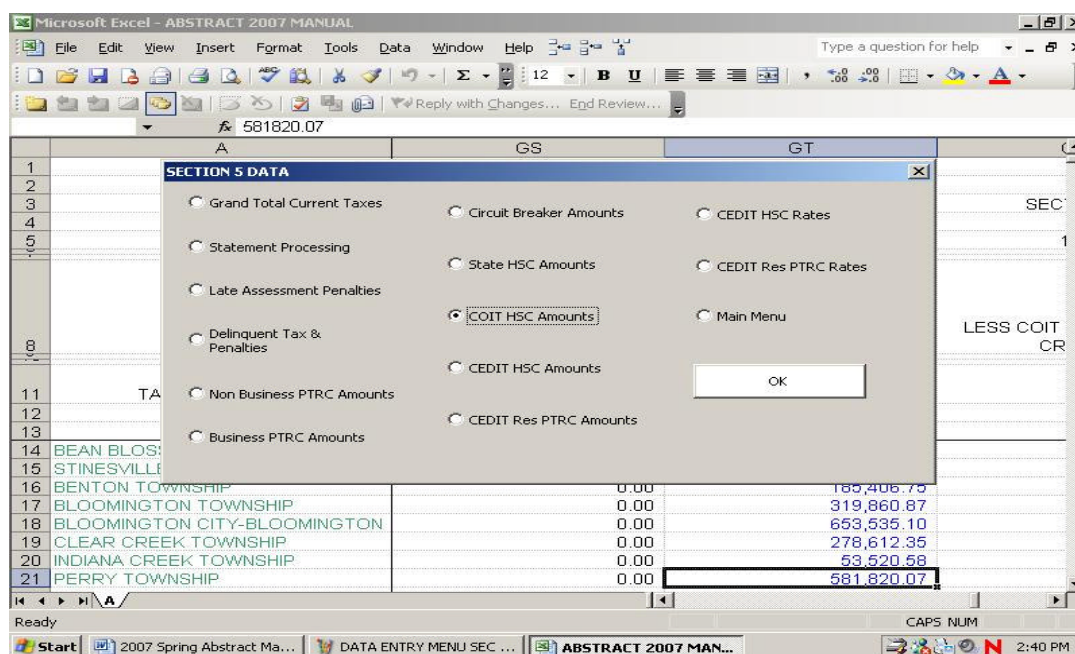 Microsoft Excel - ABSTRACT 2007 MANUAL
File Edit View Insert Format Tools Data Window Help Type a question for help
12 B U
Reply with Changes... End Review...
fx 581820.07
A GS GT
1
2
3 SEC
4
5 1
8 LESS COIT
CR
11 TA
12
13
SECTION 5 DATA
Grand Total Current Taxes
Statement Processing
Late Assessment Penalties
Delinquent Tax &
Penalties
Non Business PTRC Amounts
Business PTRC Amounts
Circuit Breaker Amounts
State HSC Amounts
COIT HSC Amounts
CEDIT HSC Amounts
CEDIT Res PTRC Amounts
CEDIT HSC Rates
CEDIT Res PTRC Rates
Main Menu
OK
14 BEAN BLOS
15 STINESVILLE
16 BENTON TOWNSHIP 0.00 185,406.75
17 BLOOMINGTON TOWNSHIP 0.00 319,860.87
18 BLOOMINGTON CITY-BLOOMINGTON 0.00 653,535.10
19 CLEAR CREEK TOWNSHIP 0.00 278,612.35
20 INDIANA CREEK TOWNSHIP 0.00 53,520.58
21 PERRY TOWNSHIP 0.00 581,820.07
A
Ready CAPS NUM
Start 2007 Spring Abstract Ma... DATA ENTRY MENU SEC ... ABSTRACT 2007 MAN... N 2:40 PM